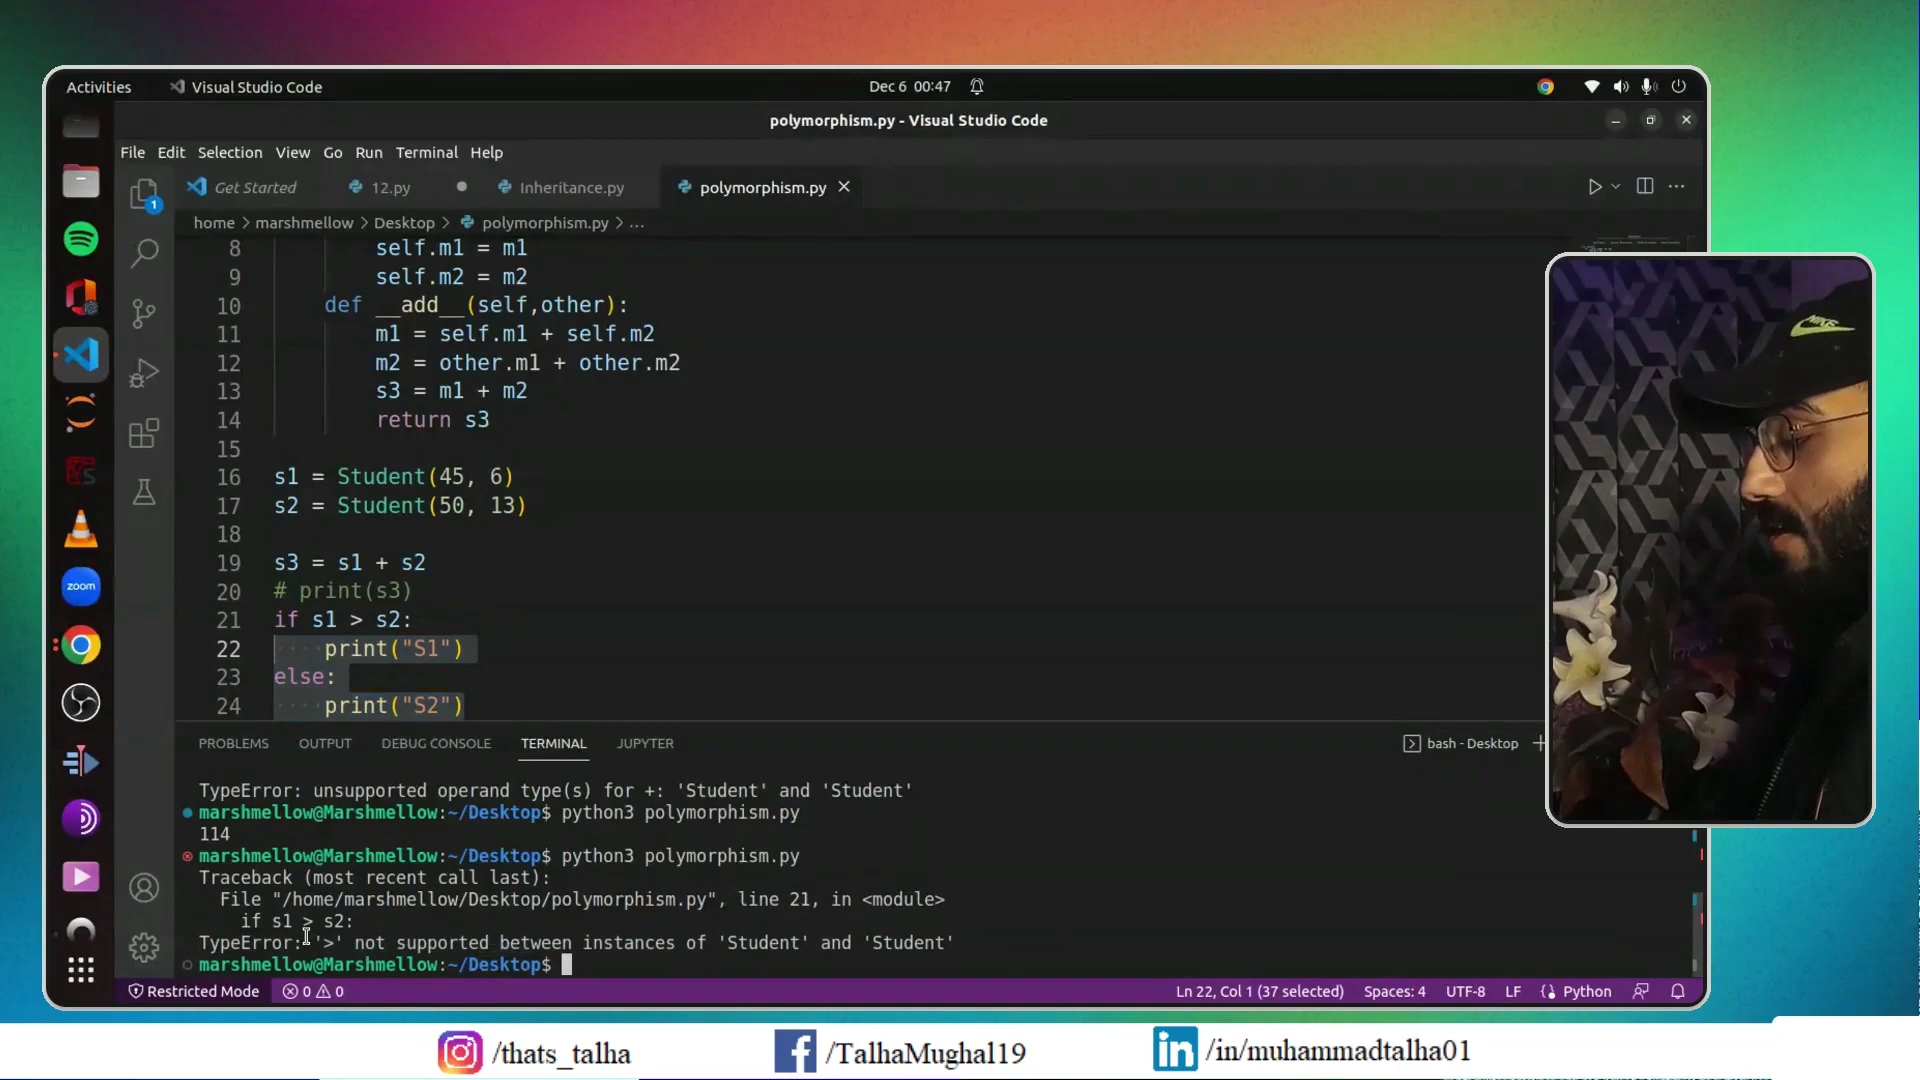 Activities
Visual Studio Code
Dec 6 00:47
polymorphism.py - Visual Studio Code
File Edit Selection View Go Run Terminal Help
Get Started
12.py
Inheritance.py
polymorphism.py
home > marshmellow > Desktop > polymorphism.py > ...
8 self.m1 = m1
9 self.m2 = m2
10 def __add__(self,other):
11 m1 = self.m1 + self.m2
12 m2 = other.m1 + other.m2
13 s3 = m1 + m2
14 return s3
15
16 s1 = Student(45, 6)
17 s2 = Student(50, 13)
18
19 s3 = s1 + s2
20 # print(s3)
21 if s1 > s2:
22 ····print("S1")
23 else:
24 ····print("S2")
PROBLEMS OUTPUT DEBUG CONSOLE TERMINAL JUPYTER
bash - Desktop
TypeError: unsupported operand type(s) for +: 'Student' and 'Student'
marshmellow@Marshmellow:~/Desktop$ python3 polymorphism.py
114
marshmellow@Marshmellow:~/Desktop$ python3 polymorphism.py
Traceback (most recent call last):
File "/home/marshmellow/Desktop/polymorphism.py", line 21, in <module>
if s1 > s2:
TypeError: '>' not supported between instances of 'Student' and 'Student'
marshmellow@Marshmellow:~/Desktop$
Restricted Mode
0 0
Ln 22, Col 1 (37 selected) Spaces: 4 UTF-8 LF Python
1
zoom
NIKE
/thats_talha
/TalhaMughal19
/in/muhammadtalha01